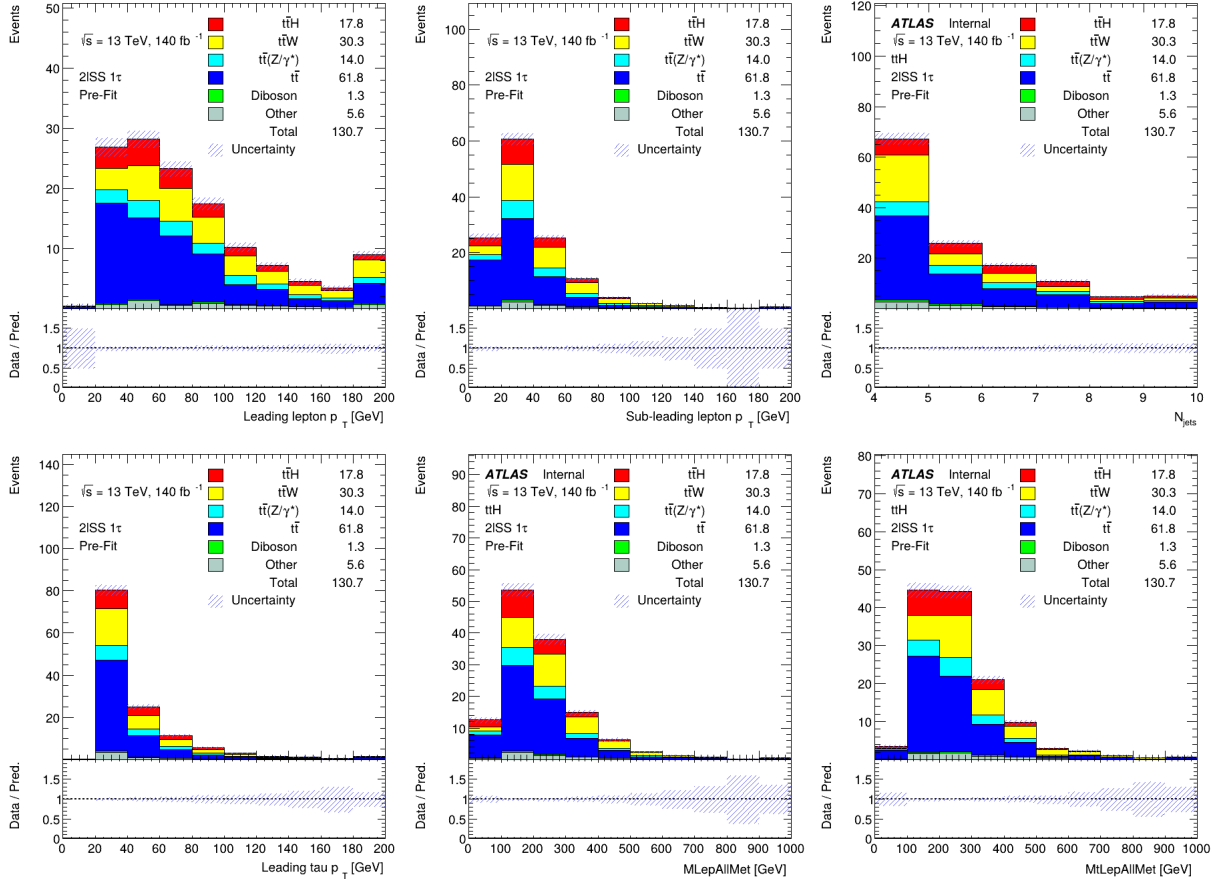 Events
50
40
30
20
10
√s = 13 TeV, 140 fb⁻¹
2lSS 1τ
Pre-Fit
tt̄H 17.8
tt̄W 30.3
tt̄(Z/γ*) 14.0
tt̄ 61.8
Diboson 1.3
Other 5.6
Total 130.7
Uncertainty
Data / Pred.
1.5
1
0.5
0
0 20 40 60 80 100 120 140 160 180 200
Leading lepton p_T [GeV]
Events
100
80
60
40
20
√s = 13 TeV, 140 fb⁻¹
2lSS 1τ
Pre-Fit
tt̄H 17.8
tt̄W 30.3
tt̄(Z/γ*) 14.0
tt̄ 61.8
Diboson 1.3
Other 5.6
Total 130.7
Uncertainty
Data / Pred.
1.5
1
0.5
0
0 20 40 60 80 100 120 140 160 180 200
Sub-leading lepton p_T [GeV]
Events
120
100
80
60
40
20
ATLAS Internal
√s = 13 TeV, 140 fb⁻¹
ttH
2lSS 1τ
Pre-Fit
tt̄H 17.8
tt̄W 30.3
tt̄(Z/γ*) 14.0
tt̄ 61.8
Diboson 1.3
Other 5.6
Total 130.7
Uncertainty
Data / Pred.
1.5
1
0.5
0
4 5 6 7 8 9 10
N_jets
Events
140
120
100
80
60
40
20
√s = 13 TeV, 140 fb⁻¹
2lSS 1τ
Pre-Fit
tt̄H 17.8
tt̄W 30.3
tt̄(Z/γ*) 14.0
tt̄ 61.8
Diboson 1.3
Other 5.6
Total 130.7
Uncertainty
Data / Pred.
1.5
1
0.5
0
0 20 40 60 80 100 120 140 160 180 200
Leading tau p_T [GeV]
Events
90
80
70
60
50
40
30
20
10
ATLAS Internal
√s = 13 TeV, 140 fb⁻¹
ttH
2lSS 1τ
Pre-Fit
tt̄H 17.8
tt̄W 30.3
tt̄(Z/γ*) 14.0
tt̄ 61.8
Diboson 1.3
Other 5.6
Total 130.7
Uncertainty
Data / Pred.
1.5
1
0.5
0
0 100 200 300 400 500 600 700 800 900 1000
MLepAllMet [GeV]
Events
80
70
60
50
40
30
20
10
ATLAS Internal
√s = 13 TeV, 140 fb⁻¹
ttH
2lSS 1τ
Pre-Fit
tt̄H 17.8
tt̄W 30.3
tt̄(Z/γ*) 14.0
tt̄ 61.8
Diboson 1.3
Other 5.6
Total 130.7
Uncertainty
Data / Pred.
1.5
1
0.5
0
0 100 200 300 400 500 600 700 800 900 1000
MtLepAllMet [GeV]